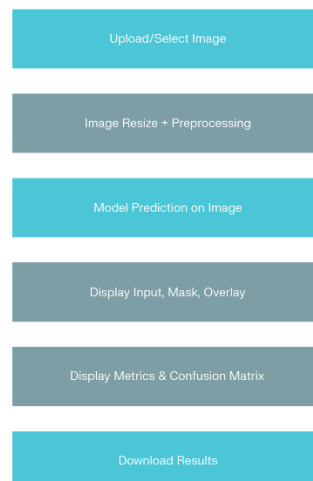 Upload/Select Image
Image Resize + Preprocessing
Model Prediction on Image
Display Input, Mask, Overlay
Display Metrics & Confusion Matrix
Download Results